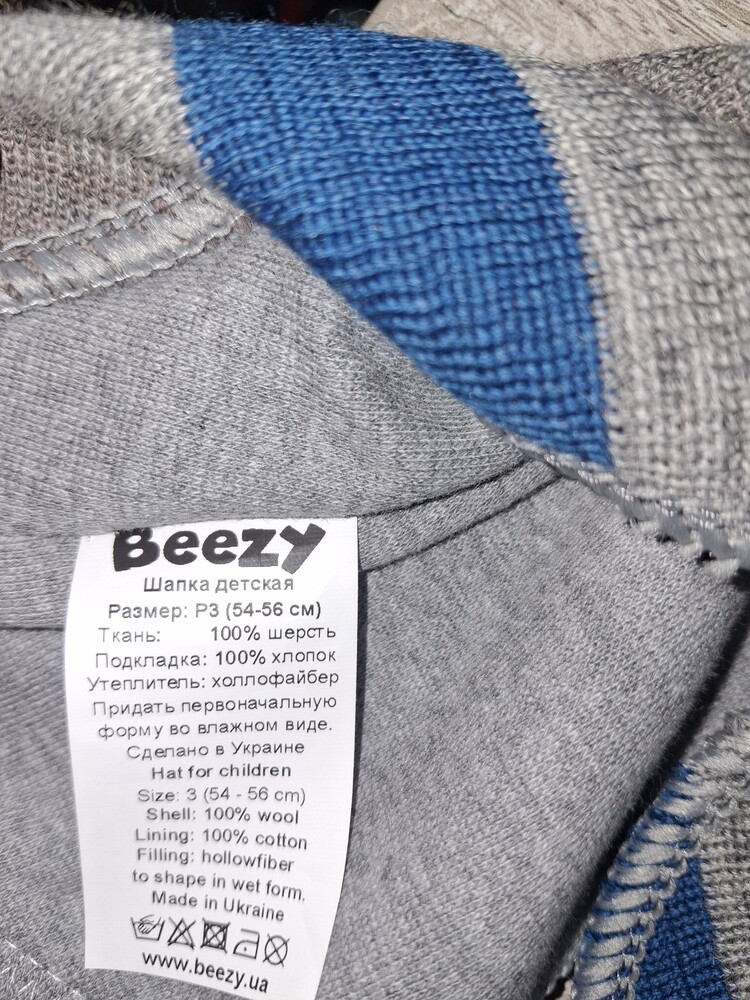 Beezy
Шапка детская
Размер: Р3 (54-56 см)
Ткань: 100% шерсть
Подкладка: 100% хлопок
Утеплитель: холлофайбер
Придать первоначальную
форму во влажном виде.
Сделано в Украине
Hat for children
Size: 3 (54 - 56 cm)
Shell: 100% wool
Lining: 100% cotton
Filling: hollowfiber
to shape in wet form.
Made in Ukraine
www.beezy.ua